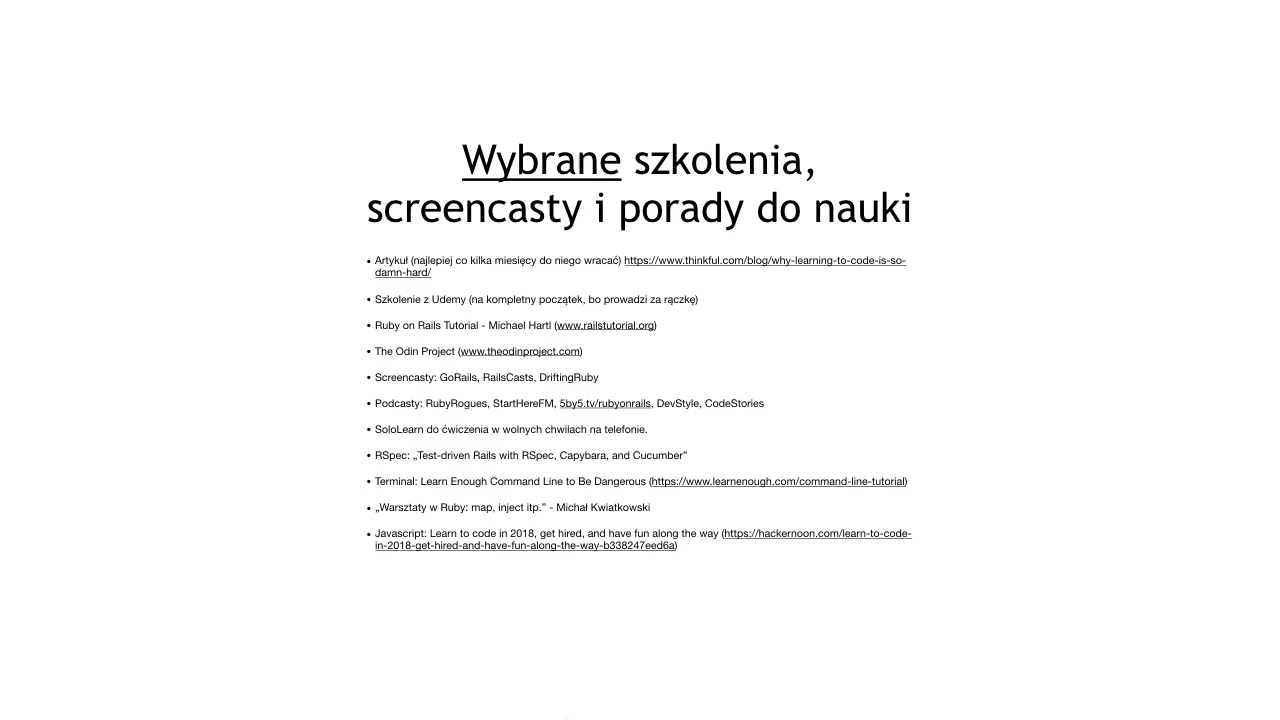 Wybrane szkolenia,
screencasty i porady do nauki
• Artykuł (najlepiej co kilka miesięcy do niego wracać) https://www.thinkful.com/blog/why-learning-to-code-is-so-
damn-hard/
• Szkolenie z Udemy (na kompletny początek, bo prowadzi za rączkę)
• Ruby on Rails Tutorial - Michael Hartl (www.railstutorial.org)
• The Odin Project (www.theodinproject.com)
• Screencasty: GoRails, RailsCasts, DriftingRuby
• Podcasty: RubyRogues, StartHereFM, 5by5.tv/rubyonrails, DevStyle, CodeStories
• SoloLearn do ćwiczenia w wolnych chwilach na telefonie.
• RSpec: „Test-driven Rails with RSpec, Capybara, and Cucumber”
• Terminal: Learn Enough Command Line to Be Dangerous (https://www.learnenough.com/command-line-tutorial)
• „Warsztaty w Ruby: map, inject itp.” - Michał Kwiatkowski
• Javascript: Learn to code in 2018, get hired, and have fun along the way (https://hackernoon.com/learn-to-code-
in-2018-get-hired-and-have-fun-along-the-way-b338247eed6a)